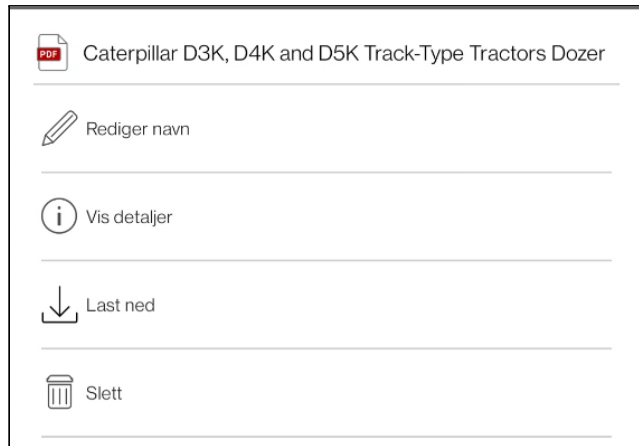 PDF
Caterpillar D3K, D4K and D5K Track-Type Tractors Dozer
Rediger navn
Vis detaljer
Last ned
Slett